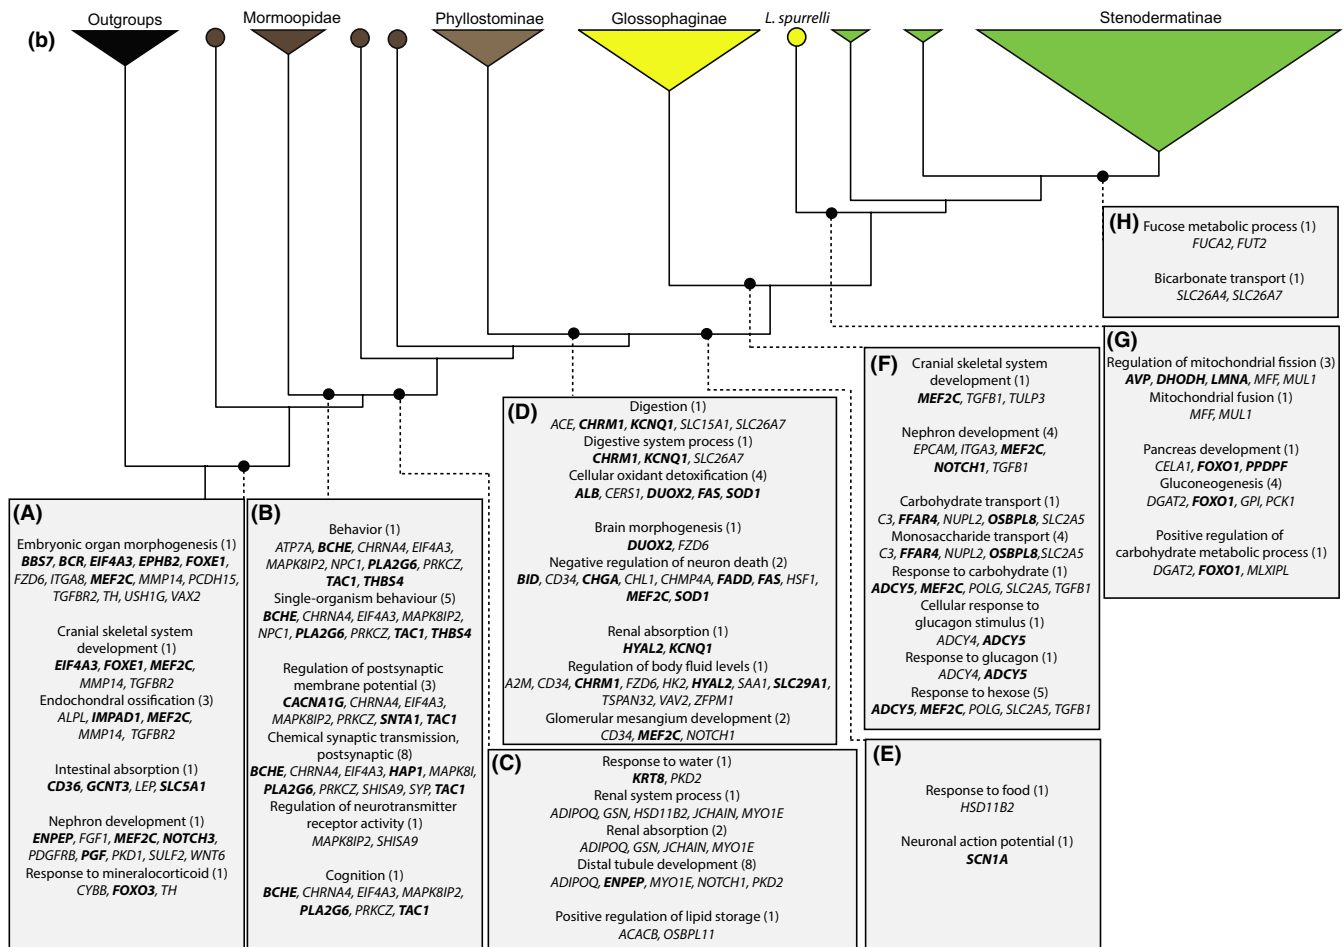 (b)
Outgroups
Mormoopidae
Phyllostominae
Glossophaginae
L. spurrelli
Stenodermatinae
(A)
Embryonic organ morphogenesis (1)
BBS7, BCR, EIF4A3, EPHB2, FOXE1,
FZD6, ITGA8, MEF2C, MMP14, PCDH15,
TGFBR2, TH, USH1G, VAX2
Cranial skeletal system
development (1)
EIF4A3, FOXE1, MEF2C,
MMP14, TGFBR2
Endochondral ossification (3)
ALPL, IMPAD1, MEF2C,
MMP14, TGFBR2
Intestinal absorption (1)
CD36, GCNT3, LEP, SLC5A1
Nephron development (1)
ENPEP, FGF1, MEF2C, NOTCH3,
PDGFRB, PGF, PKD1, SULF2, WNT6
Response to mineralocorticoid (1)
CYBB, FOXO3, TH
(B)
Behavior (1)
ATP7A, BCHE, CHRNA4, EIF4A3,
MAPK8IP2, NPC1, PLA2G6, PRKCZ,
TAC1, THBS4
Single-organism behaviour (5)
BCHE, CHRNA4, EIF4A3, MAPK8IP2,
NPC1, PLA2G6, PRKCZ, TAC1, THBS4
Regulation of postsynaptic
membrane potential (3)
CACNA1G, CHRNA4, EIF4A3,
MAPK8IP2, PRKCZ, SNTA1, TAC1
Chemical synaptic transmission,
postsynaptic (8)
BCHE, CHRNA4, EIF4A3, HAP1, MAPK8I,
PLA2G6, PRKCZ, SHISA9, SYP, TAC1
Regulation of neurotransmitter
receptor activity (1)
MAPK8IP2, SHISA9
Cognition (1)
BCHE, CHRNA4, EIF4A3, MAPK8IP2,
PLA2G6, PRKCZ, TAC1
(D)
Digestion (1)
ACE, CHRM1, KCNQ1, SLC15A1, SLC26A7
Digestive system process (1)
CHRM1, KCNQ1, SLC26A7
Cellular oxidant detoxification (4)
ALB, CERS1, DUOX2, FAS, SOD1
Brain morphogenesis (1)
DUOX2, FZD6
Negative regulation of neuron death (2)
BID, CD34, CHGA, CHL1, CHMP4A, FADD, FAS, HSF1,
MEF2C, SOD1
Renal absorption (1)
HYAL2, KCNQ1
Regulation of body fluid levels (1)
A2M, CD34, CHRM1, FZD6, HK2, HYAL2, SAA1, SLC29A1,
TSPAN32, VAV2, ZFPM1
Glomerular mesangium development (2)
CD34, MEF2C, NOTCH1
(C)
Response to water (1)
KRT8, PKD2
Renal system process (1)
ADIPOQ, GSN, HSD11B2, JCHAIN, MYO1E
Renal absorption (2)
ADIPOQ, GSN, JCHAIN, MYO1E
Distal tubule development (8)
ADIPOQ, ENPEP, MYO1E, NOTCH1, PKD2
Positive regulation of lipid storage (1)
ACACB, OSBPL11
(F)
Cranial skeletal system
development (1)
MEF2C, TGFB1, TULP3
Nephron development (4)
EPCAM, ITGA3, MEF2C,
NOTCH1, TGFB1
Carbohydrate transport (1)
C3, FFAR4, NUPL2, OSBPL8, SLC2A5
Monosaccharide transport (4)
C3, FFAR4, NUPL2, OSBPL8,SLC2A5
Response to carbohydrate (1)
ADCY5, MEF2C, POLG, SLC2A5, TGFB1
Cellular response to
glucagon stimulus (1)
ADCY4, ADCY5
Response to glucagon (1)
ADCY4, ADCY5
Response to hexose (5)
ADCY5, MEF2C, POLG, SLC2A5, TGFB1
(E)
Response to food (1)
HSD11B2
Neuronal action potential (1)
SCN1A
(H)
Fucose metabolic process (1)
FUCA2, FUT2
Bicarbonate transport (1)
SLC26A4, SLC26A7
(G)
Regulation of mitochondrial fission (3)
AVP, DHODH, LMNA, MFF, MUL1
Mitochondrial fusion (1)
MFF, MUL1
Pancreas development (1)
CELA1, FOXO1, PPDPF
Gluconeogenesis (4)
DGAT2, FOXO1, GPI, PCK1
Positive regulation of
carbohydrate metabolic process (1)
DGAT2, FOXO1, MLXIPL